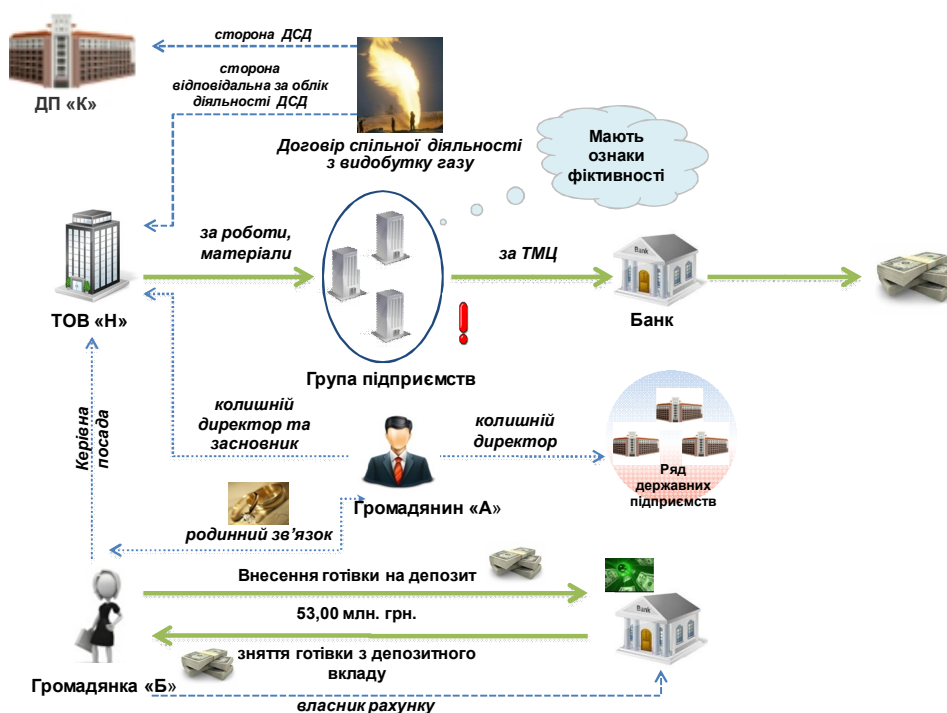 сторона ДСД
сторона
відповідальна за облік
діяльності ДСД
ДП «К»
Договір спільної діяльності
з видобутку газу
Мають
ознаки
фіктивності
за роботи,
матеріали
за ТМЦ
Bank
ТОВ «Н»
Банк
Група підприємств
Керівна
посада
колишній
директор та
засновник
колишній
директор
Ряд
державних
підприємств
Громадянин «А»
родинний зв’язок
Внесення готівки на депозит
53,00 млн. грн.
Bank
зняття готівки з депозитного
вкладу
Громадянка «Б»
власник рахунку